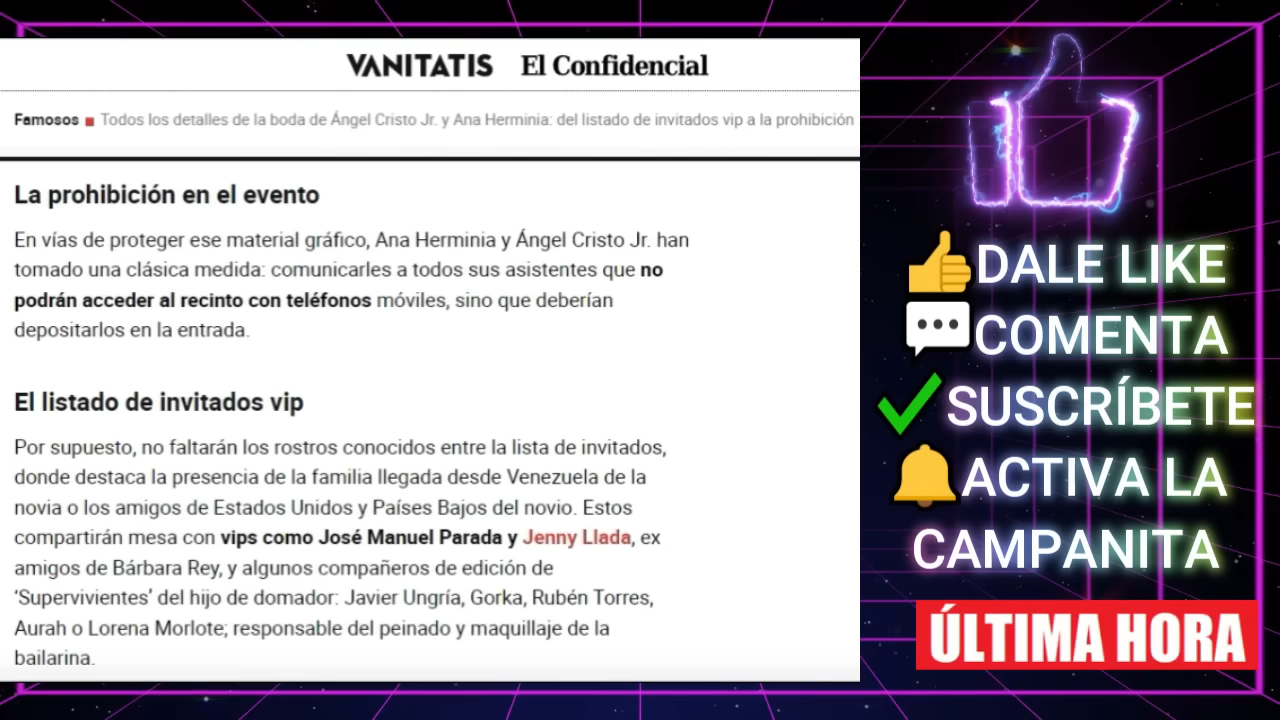 VANITATIS El Confidencial
Famosos Todos los detalles de la boda de Ángel Cristo Jr. y Ana Herminia: del listado de invitados vip a la prohibición
La prohibición en el evento
En vías de proteger ese material gráfico, Ana Herminia y Ángel Cristo Jr. han
tomado una clásica medida: comunicarles a todos sus asistentes que no
podrán acceder al recinto con teléfonos móviles, sino que deberían
depositarlos en la entrada.
El listado de invitados vip
Por supuesto, no faltarán los rostros conocidos entre la lista de invitados,
donde destaca la presencia de la familia llegada desde Venezuela de la
novia o los amigos de Estados Unidos y Países Bajos del novio. Estos
compartirán mesa con vips como José Manuel Parada y Jenny Llada, ex
amigos de Bárbara Rey, y algunos compañeros de edición de
‘Supervivientes’ del hijo de domador: Javier Ungría, Gorka, Rubén Torres,
Aurah o Lorena Morlote; responsable del peinado y maquillaje de la
bailarina.
DALE LIKE
COMENTA
SUSCRÍBETE
ACTIVA LA
CAMPANITA
ÚLTIMA HORA